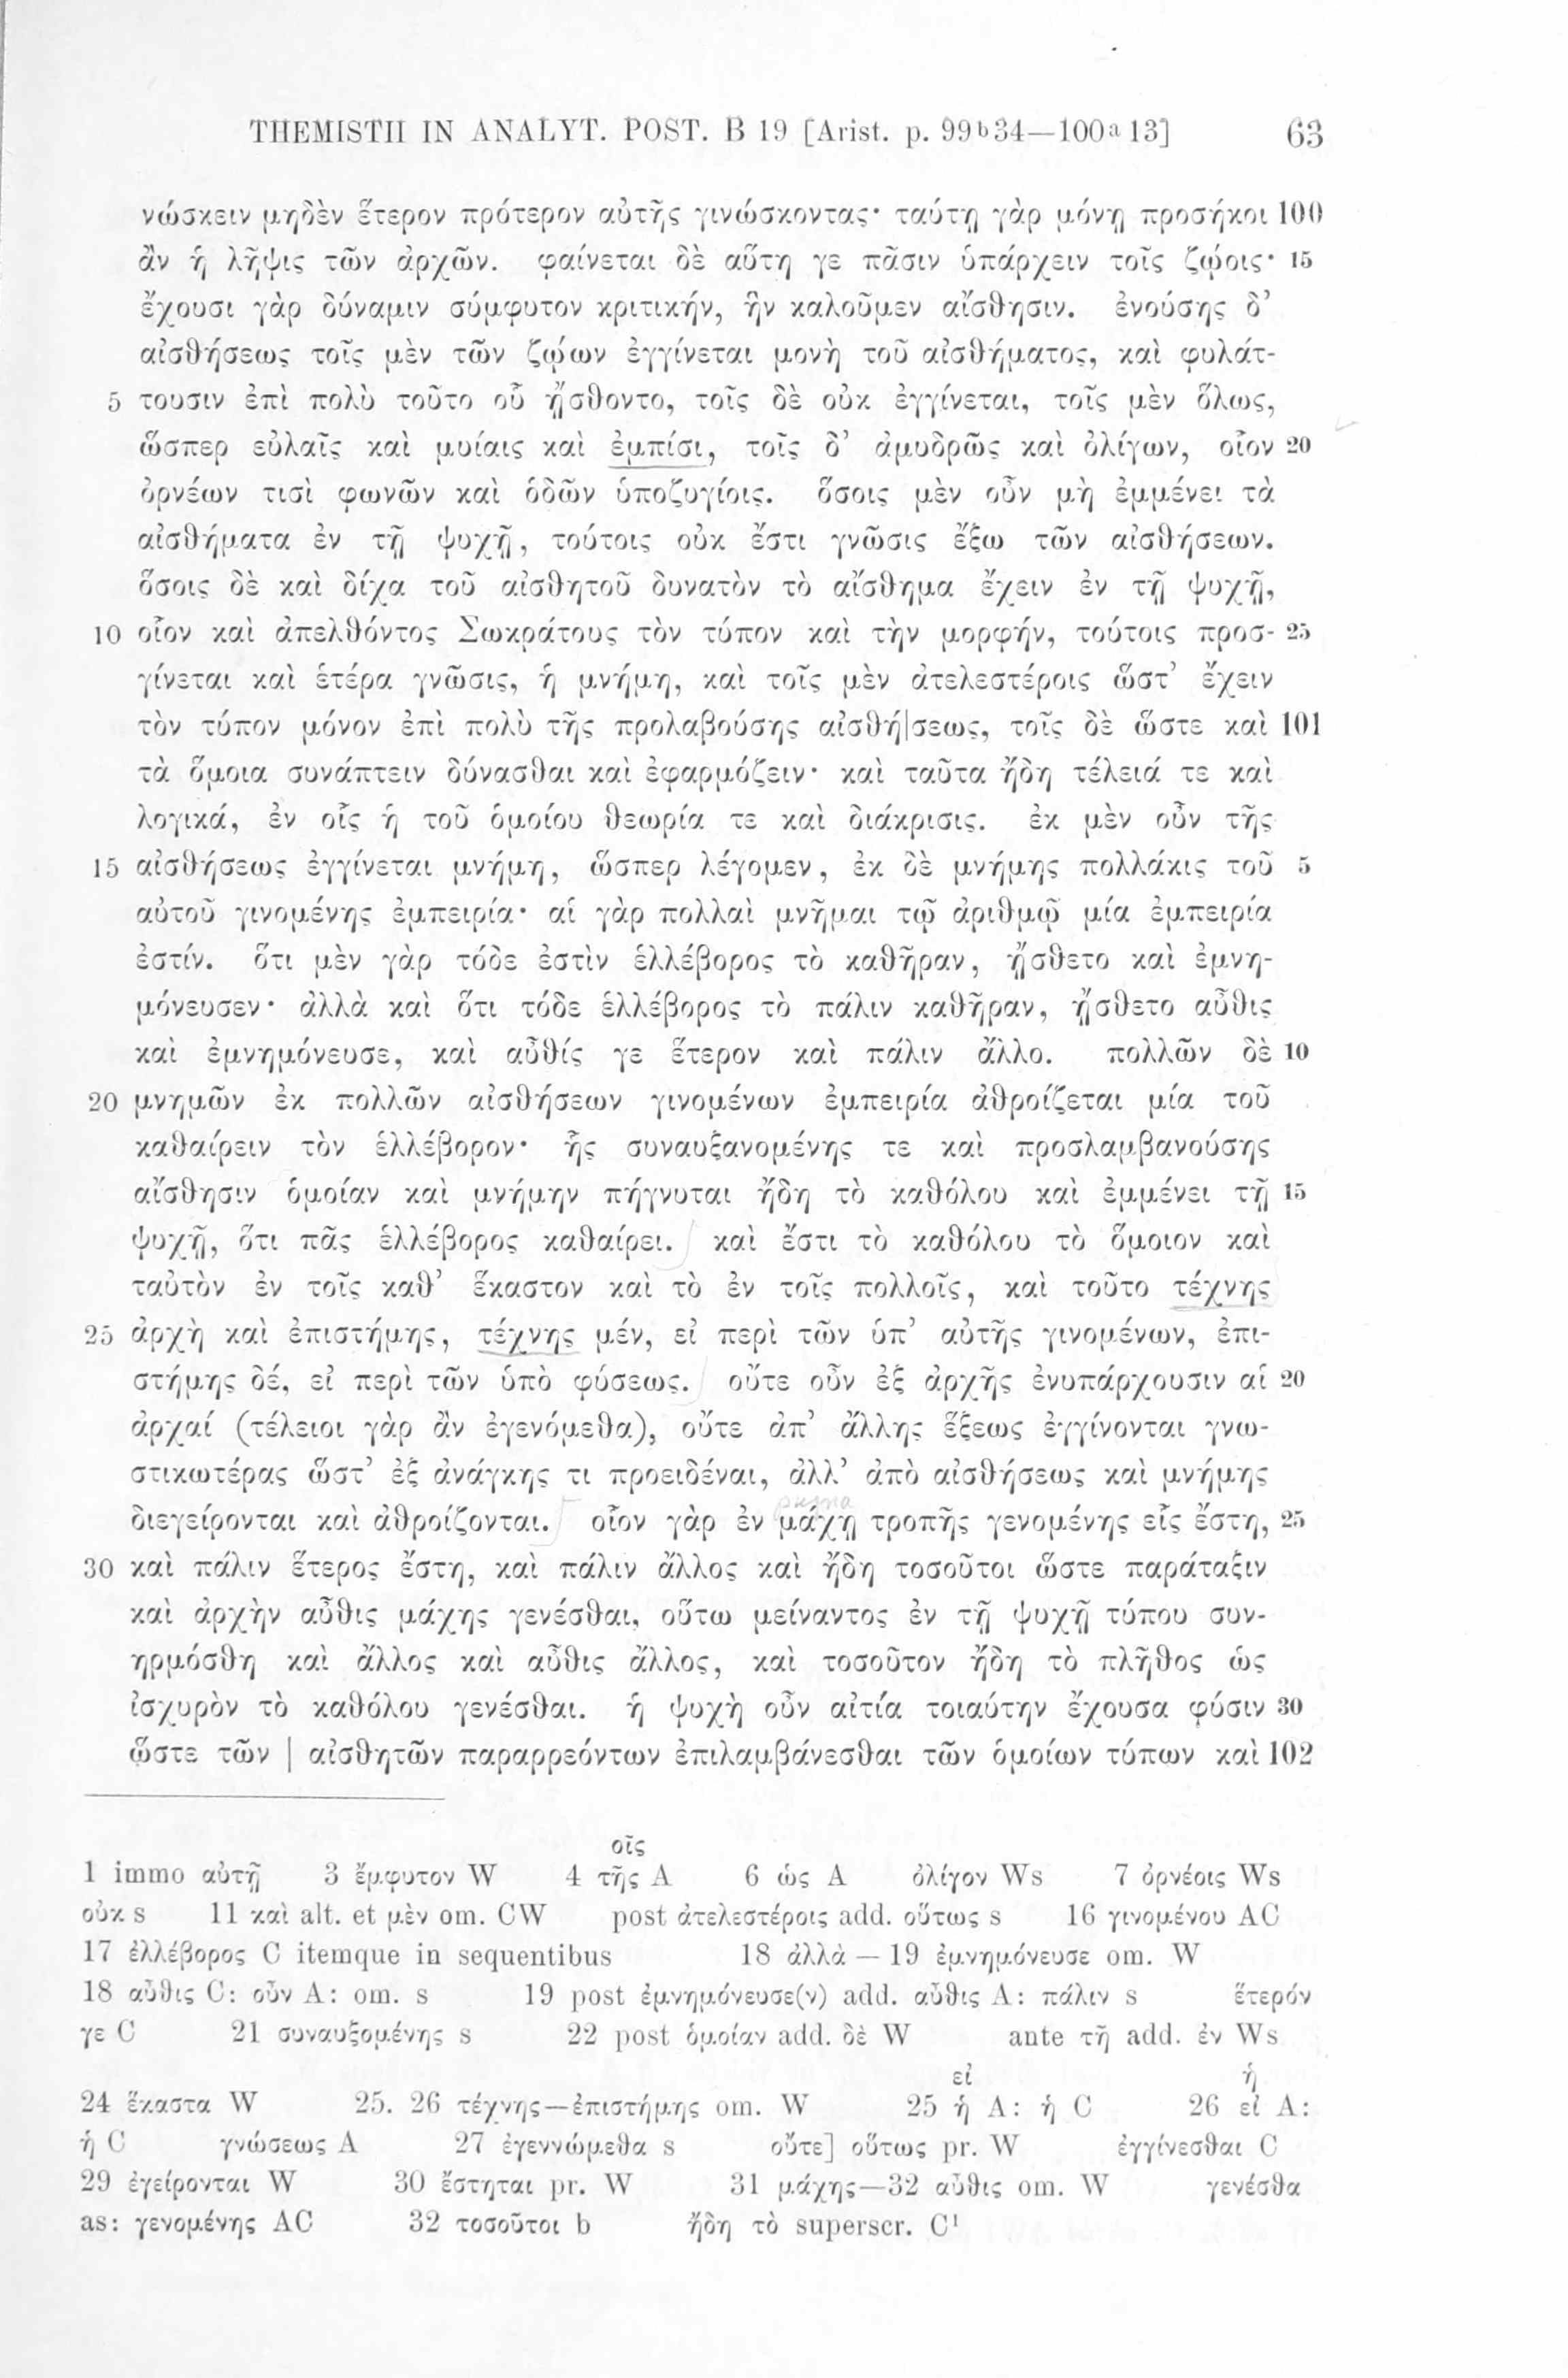 THEMISTII IN ANALYT. POST. B 19 [Arist. p. 99b34—100a13] 63
νώσκειν μηδὲν ἕτερον πρότερον αὐτῆς γινώσκοντας· ταύτῃ γὰρ μόνῃ προσήκοι 100
ἂν ἡ λῆψις τῶν ἀρχῶν. φαίνεται δὲ αὕτη γε πᾶσιν ὑπάρχειν τοῖς ζῴοις· 15
ἔχουσι γὰρ δύναμιν σύμφυτον κριτικήν, ἣν καλοῦμεν αἴσθησιν. ἐνούσης δ’
αἰσθήσεως τοῖς μὲν τῶν ζῴων ἐγγίνεται μονὴ τοῦ αἰσθήματος, καὶ φυλάτ-
5 τουσιν ἐπὶ πολὺ τοῦτο οὗ ᾔσθοντο, τοῖς δὲ οὐκ ἐγγίνεται, τοῖς μὲν ὅλως,
ὥσπερ εὐλαῖς καὶ μυίαις καὶ ἐμπίσι, τοῖς δ’ ἀμυδρῶς καὶ ὀλίγων, οἷον 20
ὀρνέων τισὶ φωνῶν καὶ ὁδῶν ὑποζυγίοις. ὅσοις μὲν οὖν μὴ ἐμμένει τὰ
αἰσθήματα ἐν τῇ ψυχῇ, τούτοις οὐκ ἔστι γνῶσις ἔξω τῶν αἰσθήσεων.
ὅσοις δὲ καὶ δίχα τοῦ αἰσθητοῦ δυνατὸν τὸ αἴσθημα ἔχειν ἐν τῇ ψυχῇ,
10 οἷον καὶ ἀπελθόντος Σωκράτους τὸν τύπον καὶ τὴν μορφήν, τούτοις προσ- 25
γίνεται καὶ ἑτέρα γνῶσις, ἡ μνήμη, καὶ τοῖς μὲν ἀτελεστέροις ὥστ’ ἔχειν
τὸν τύπον μόνον ἐπὶ πολὺ τῆς προλαβούσης αἰσθή|σεως, τοῖς δὲ ὥστε καὶ 101
τὰ ὅμοια συνάπτειν δύνασθαι καὶ ἐφαρμόζειν· καὶ ταῦτα ἤδη τέλειά τε καὶ
λογικά, ἐν οἷς ἡ τοῦ ὁμοίου θεωρία τε καὶ διάκρισις. ἐκ μὲν οὖν τῆς
15 αἰσθήσεως ἐγγίνεται μνήμη, ὥσπερ λέγομεν, ἐκ δὲ μνήμης πολλάκις τοῦ 5
αὐτοῦ γινομένης ἐμπειρία· αἱ γὰρ πολλαὶ μνῆμαι τῷ ἀριθμῷ μία ἐμπειρία
ἐστίν. ὅτι μὲν γὰρ τόδε ἐστὶν ἑλλέβορος τὸ καθῆραν, ᾔσθετο καὶ ἐμνη-
μόνευσεν· ἀλλὰ καὶ ὅτι τόδε ἑλλέβορος τὸ πάλιν καθῆραν, ᾔσθετο αὖθις
καὶ ἐμνημόνευσε, καὶ αὖθίς γε ἕτερον καὶ πάλιν ἄλλο. πολλῶν δὲ 10
20 μνημῶν ἐκ πολλῶν αἰσθήσεων γινομένων ἐμπειρία ἀθροίζεται μία τοῦ
καθαίρειν τὸν ἑλλέβορον· ἧς συναυξανομένης τε καὶ προσλαμβανούσης
αἴσθησιν ὁμοίαν καὶ μνήμην πήγνυται ἤδη τὸ καθόλου καὶ ἐμμένει τῇ 15
ψυχῇ, ὅτι πᾶς ἑλλέβορος καθαίρει. καὶ ἔστι τὸ καθόλου τὸ ὅμοιον καὶ
ταὐτὸν ἐν τοῖς καθ’ ἕκαστον καὶ τὸ ἓν τοῖς πολλοῖς, καὶ τοῦτο τέχνης
25 ἀρχὴ καὶ ἐπιστήμης, τέχνης μέν, εἰ περὶ τῶν ὑπ’ αὐτῆς γινομένων, ἐπι-
στήμης δέ, εἰ περὶ τῶν ὑπὸ φύσεως. οὔτε οὖν ἐξ ἀρχῆς ἐνυπάρχουσιν αἱ 20
ἀρχαί (τέλειοι γὰρ ἂν ἐγενόμεθα), οὔτε ἀπ’ ἄλλης ἕξεως ἐγγίνονται γνω-
στικωτέρας ὥστ’ ἐξ ἀνάγκης τι προειδέναι, ἀλλ’ ἀπὸ αἰσθήσεως καὶ μνήμης
διεγείρονται καὶ ἀθροίζονται. οἷον γὰρ ἐν μάχῃ τροπῆς γενομένης εἷς ἔστη, 25
30 καὶ πάλιν ἕτερος ἔστη, καὶ πάλιν ἄλλος καὶ ἤδη τοσοῦτοι ὥστε παράταξιν
καὶ ἀρχὴν αὖθις μάχης γενέσθαι, οὕτω μείναντος ἐν τῇ ψυχῇ τύπου συν-
ηρμόσθη καὶ ἄλλος καὶ αὖθις ἄλλος, καὶ τοσοῦτον ἤδη τὸ πλῆθος ὡς
ἰσχυρὸν τὸ καθόλου γενέσθαι. ἡ ψυχὴ οὖν αἰτία τοιαύτην ἔχουσα φύσιν 30
ὥστε τῶν | αἰσθητῶν παραρρεόντων ἐπιλαμβάνεσθαι τῶν ὁμοίων τύπων καὶ 102
οῖς
1 immo αὐτῇ 3 ἔμφυτον W 4 τῆς A 6 ὡς A ὀλίγον Ws 7 ὀρνέοις Ws
οὐκ s 11 καὶ alt. et μὲν om. CW post ἀτελεστέροις add. οὕτως s 16 γινομένου AC
17 ἐλλέβορος C itemque in sequentibus 18 ἀλλὰ — 19 ἐμνημόνευσε om. W
18 αὖθις C: οὖν A: om. s 19 post ἐμνημόνευσε(ν) add. αὖθις A: πάλιν s ἕτερόν
γε C 21 συναυξομένης s 22 post ὁμοίαν add. δὲ W ante τῇ add. ἐν Ws
εἰ ἡ
24 ἕκαστα W 25. 26 τέχνης—ἐπιστήμης om. W 25 ἡ A: ἡ C 26 εἰ A:
ἡ C γνώσεως A 27 ἐγεννώμεθα s οὔτε] οὕτως pr. W ἐγγίνεσθαι C
29 ἐγείρονται W 30 ἔστηται pr. W 31 μάχης—32 αὖθις om. W γενέσθα
as: γενομένης AC 32 τοσοῦτοι b ἤδη τὸ superscr. C¹